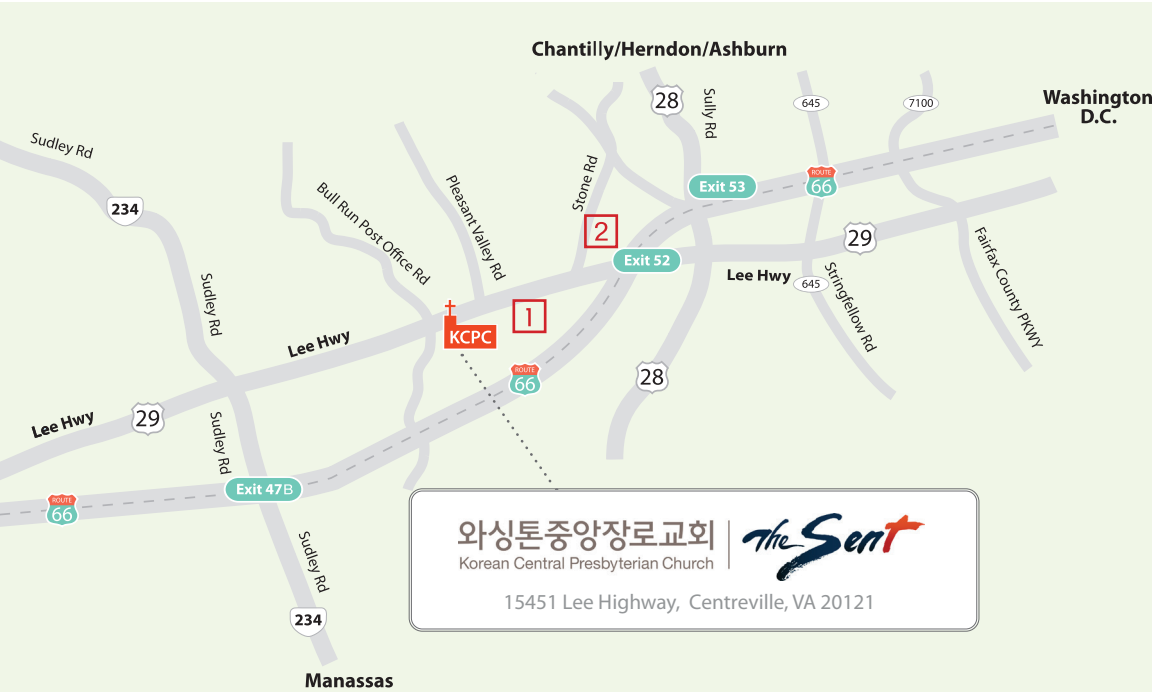 Chantilly/Herndon/Ashburn
Washington
D.C.
28
Sully Rd
645
7100
Sudley Rd
234
Bull Run Post Office Rd
Pleasant Valley Rd
Stone Rd
Exit 53
ROUTE
66
2
Exit 52
29
Lee Hwy
645
Stringfellow Rd
Fairfax County PKWY
Sudley Rd
1
KCPC
Lee Hwy
ROUTE
66
28
Lee Hwy
29
Sudley Rd
Exit 47B
ROUTE
66
Sudley Rd
234
Manassas
와싱톤중앙장로교회
Korean Central Presbyterian Church
The Sent
15451 Lee Highway, Centreville, VA 20121